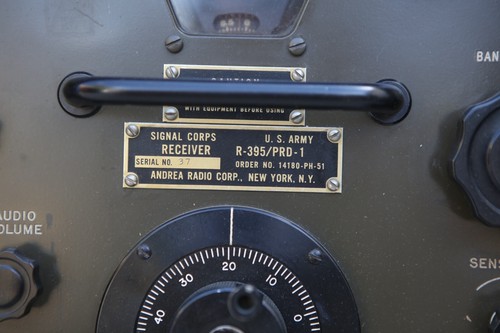 CAUTION
WITH EQUIPMENT BEFORE USING
SIGNAL CORPS U. S. ARMY
RECEIVER R-395/PRD-1
SERIAL NO. 37 ORDER NO. 14180-PH-51
ANDREA RADIO CORP., NEW YORK, N.Y.
BAN
AUDIO
VOLUME
SENS
40 30 20 10 0